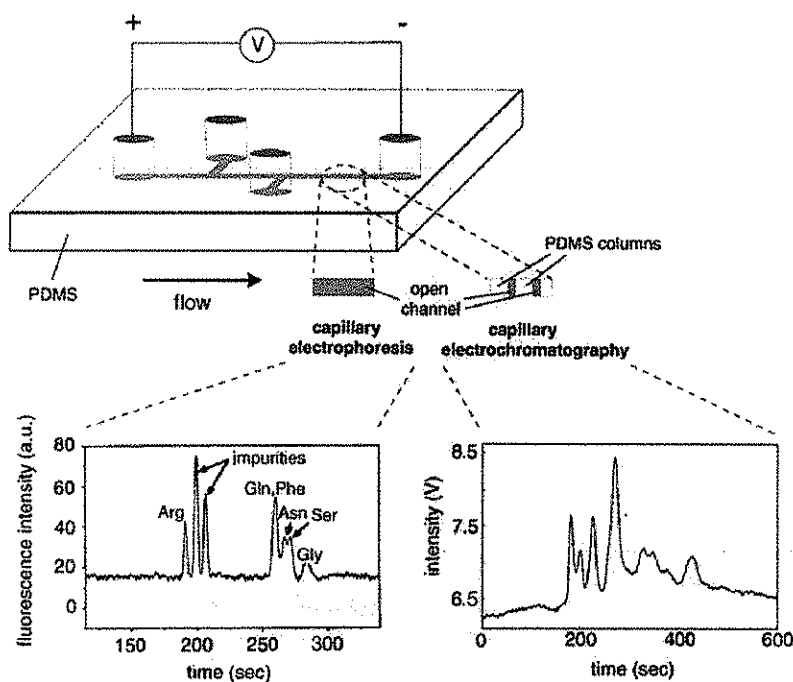 + -
V
PDMS
flow
open
channel
PDMS columns
capillary
electrophoresis
capillary
electrochromatography
fluorescence intensity (a.u.)
80
60
40
20
0
Arg
impurities
Gln,Phe
Asn
Ser
Gly
150 200 250 300
time (sec)
intensity (V)
8.5
7.5
6.5
0 200 400 600
time (sec)